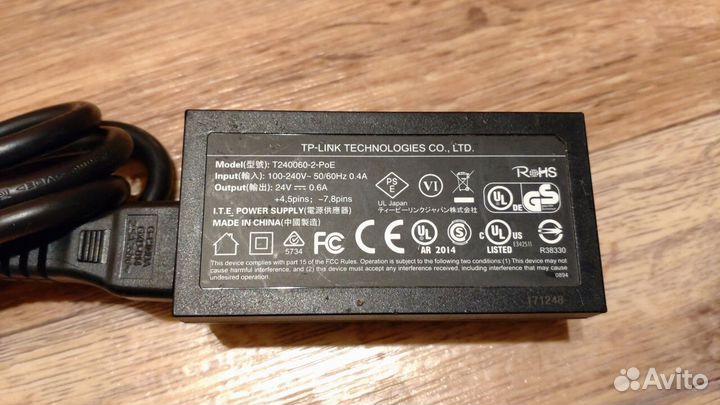 TP-LINK TECHNOLOGIES CO., LTD.
Model(型號): T240060-2-PoE
Input(輸入): 100-240V~ 50/60Hz 0.4A
Output(輸出): 24V ⎓ 0.6A
+4,5pins; -7,8pins
I.T.E. POWER SUPPLY(電源供應器)
MADE IN CHINA(中國製造)
PS
E
UL Japan
ティーピーリンクジャパン株式会社
VI
RoHS
UL
DE
GS
5734
FC
CE
UL
AR 2014
S
C UL US
LISTED
R38330
This device complies with part 15 of the FCC Rules. Operation is subject to the following two conditions:(1) This device may not
cause harmful interference, and (2) this device must accept any interference received, including interference that may cause
undesired operation.
0894
171248
Avito